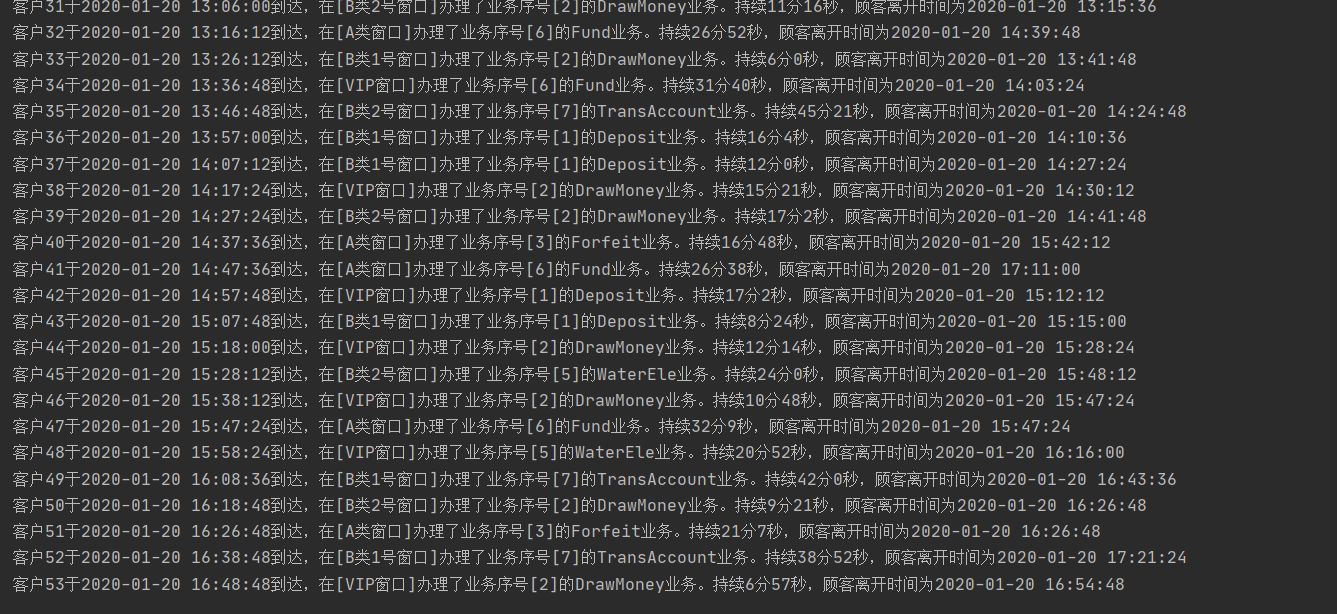 客户31于2020-01-20 13:06:00到达，在[B类2号窗口]办理了业务序号[2]的DrawMoney业务。持续11分16秒，顾客离开时间为2020-01-20 13:15:36
客户32于2020-01-20 13:16:12到达，在[A类窗口]办理了业务序号[6]的Fund业务。持续26分52秒，顾客离开时间为2020-01-20 14:39:48
客户33于2020-01-20 13:26:12到达，在[B类1号窗口]办理了业务序号[2]的DrawMoney业务。持续6分0秒，顾客离开时间为2020-01-20 13:41:48
客户34于2020-01-20 13:36:48到达，在[VIP窗口]办理了业务序号[6]的Fund业务。持续31分40秒，顾客离开时间为2020-01-20 14:03:24
客户35于2020-01-20 13:46:48到达，在[B类2号窗口]办理了业务序号[7]的TransAccount业务。持续45分21秒，顾客离开时间为2020-01-20 14:24:48
客户36于2020-01-20 13:57:00到达，在[B类1号窗口]办理了业务序号[1]的Deposit业务。持续16分4秒，顾客离开时间为2020-01-20 14:10:36
客户37于2020-01-20 14:07:12到达，在[B类1号窗口]办理了业务序号[1]的Deposit业务。持续12分0秒，顾客离开时间为2020-01-20 14:27:24
客户38于2020-01-20 14:17:24到达，在[VIP窗口]办理了业务序号[2]的DrawMoney业务。持续15分21秒，顾客离开时间为2020-01-20 14:30:12
客户39于2020-01-20 14:27:24到达，在[B类2号窗口]办理了业务序号[2]的DrawMoney业务。持续17分2秒，顾客离开时间为2020-01-20 14:41:48
客户40于2020-01-20 14:37:36到达，在[A类窗口]办理了业务序号[3]的Forfeit业务。持续16分48秒，顾客离开时间为2020-01-20 15:42:12
客户41于2020-01-20 14:47:36到达，在[A类窗口]办理了业务序号[6]的Fund业务。持续26分38秒，顾客离开时间为2020-01-20 17:11:00
客户42于2020-01-20 14:57:48到达，在[VIP窗口]办理了业务序号[1]的Deposit业务。持续17分2秒，顾客离开时间为2020-01-20 15:12:12
客户43于2020-01-20 15:07:48到达，在[B类1号窗口]办理了业务序号[1]的Deposit业务。持续8分24秒，顾客离开时间为2020-01-20 15:15:00
客户44于2020-01-20 15:18:00到达，在[VIP窗口]办理了业务序号[2]的DrawMoney业务。持续12分14秒，顾客离开时间为2020-01-20 15:28:24
客户45于2020-01-20 15:28:12到达，在[B类2号窗口]办理了业务序号[5]的WaterEle业务。持续24分0秒，顾客离开时间为2020-01-20 15:48:12
客户46于2020-01-20 15:38:12到达，在[VIP窗口]办理了业务序号[2]的DrawMoney业务。持续10分48秒，顾客离开时间为2020-01-20 15:47:24
客户47于2020-01-20 15:47:24到达，在[A类窗口]办理了业务序号[6]的Fund业务。持续32分9秒，顾客离开时间为2020-01-20 15:47:24
客户48于2020-01-20 15:58:24到达，在[VIP窗口]办理了业务序号[5]的WaterEle业务。持续20分52秒，顾客离开时间为2020-01-20 16:16:00
客户49于2020-01-20 16:08:36到达，在[B类1号窗口]办理了业务序号[7]的TransAccount业务。持续42分0秒，顾客离开时间为2020-01-20 16:43:36
客户50于2020-01-20 16:18:48到达，在[B类2号窗口]办理了业务序号[2]的DrawMoney业务。持续9分21秒，顾客离开时间为2020-01-20 16:26:48
客户51于2020-01-20 16:26:48到达，在[A类窗口]办理了业务序号[3]的Forfeit业务。持续21分7秒，顾客离开时间为2020-01-20 16:26:48
客户52于2020-01-20 16:38:48到达，在[B类1号窗口]办理了业务序号[7]的TransAccount业务。持续38分52秒，顾客离开时间为2020-01-20 17:21:24
客户53于2020-01-20 16:48:48到达，在[VIP窗口]办理了业务序号[2]的DrawMoney业务。持续6分57秒，顾客离开时间为2020-01-20 16:54:48